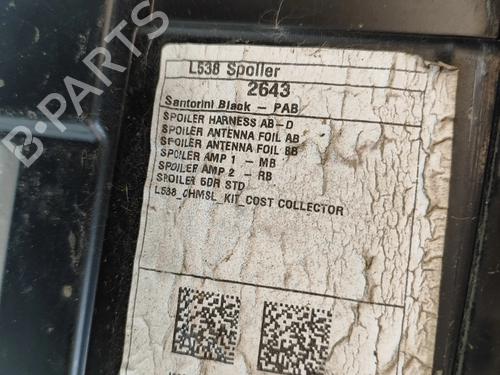 L538 Spoiler
2643
Santorini Black - PAB
SPOILER HARNESS AB-D
SPOILER ANTENNA FOIL AB
SPOILER ANTENNA FOIL BB
SPOILER AMP 1 - MB
SPOILER AMP 2 - RB
SPOILER 5DR STD
L538_CHMSL_KIT_COST COLLECTOR
B-PARTS